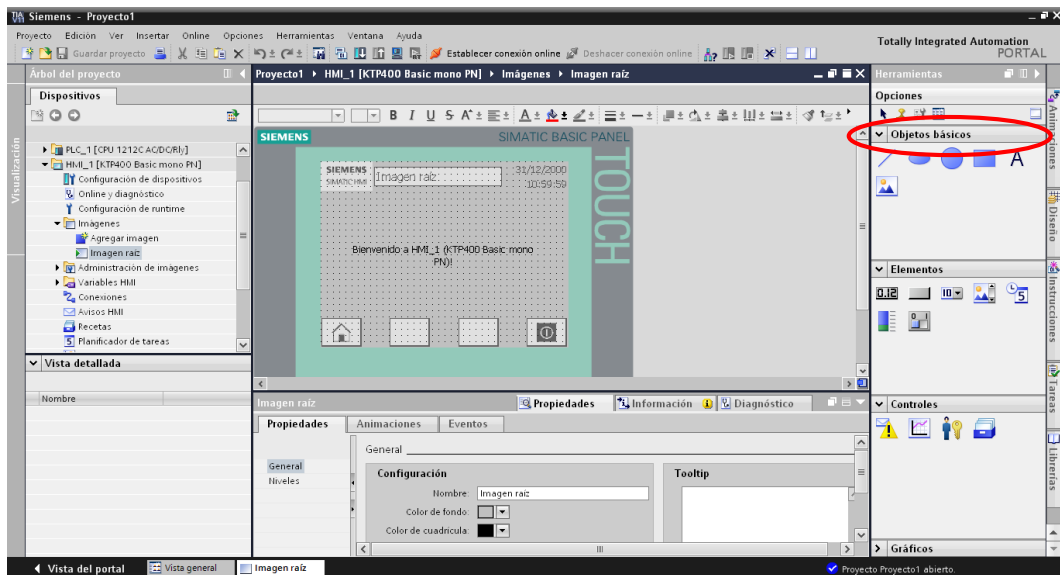 Siemens - Proyecto1
Proyecto Edición Ver Insertar Online Opciones Herramientas Ventana Ayuda
Guardar proyecto Establecer conexión online Deshacer conexión online
Totally Integrated Automation
PORTAL
Árbol del proyecto
Dispositivos
PLC_1 [CPU 1212C AC/DC/Rly]
HMI_1 [KTP400 Basic mono PN]
Configuración de dispositivos
Online y diagnóstico
Configuración de runtime
Imágenes
Agregar imagen
Imagen raíz
Administración de imágenes
Variables HMI
Conexiones
Avisos HMI
Recetas
Planificador de tareas
Vista detallada
Nombre
Visualización
Proyecto1 HMI_1 [KTP400 Basic mono PN] Imágenes Imagen raíz
B I U S A A
SIEMENS SIMATIC BASIC PANEL
TOUCH
SIEMENS
SIMATIC HMI
Imagen raíz
31/12/2000
10:59:59
Bienvenido a HMI_1 (KTP400 Basic mono
PN)!
Imagen raíz
Propiedades Información Diagnóstico
Propiedades Animaciones Eventos
General
Niveles
General
Configuración
Nombre: Imagen raíz
Color de fondo:
Color de cuadrícula:
Tooltip
Herramientas
Opciones
Objetos básicos
A
Elementos
Controles
Gráficos
Animaciones
Diseño
Instrucciones
Tareas
Librerías
Vista del portal Vista general Imagen raíz
Proyecto Proyecto1 abierto.